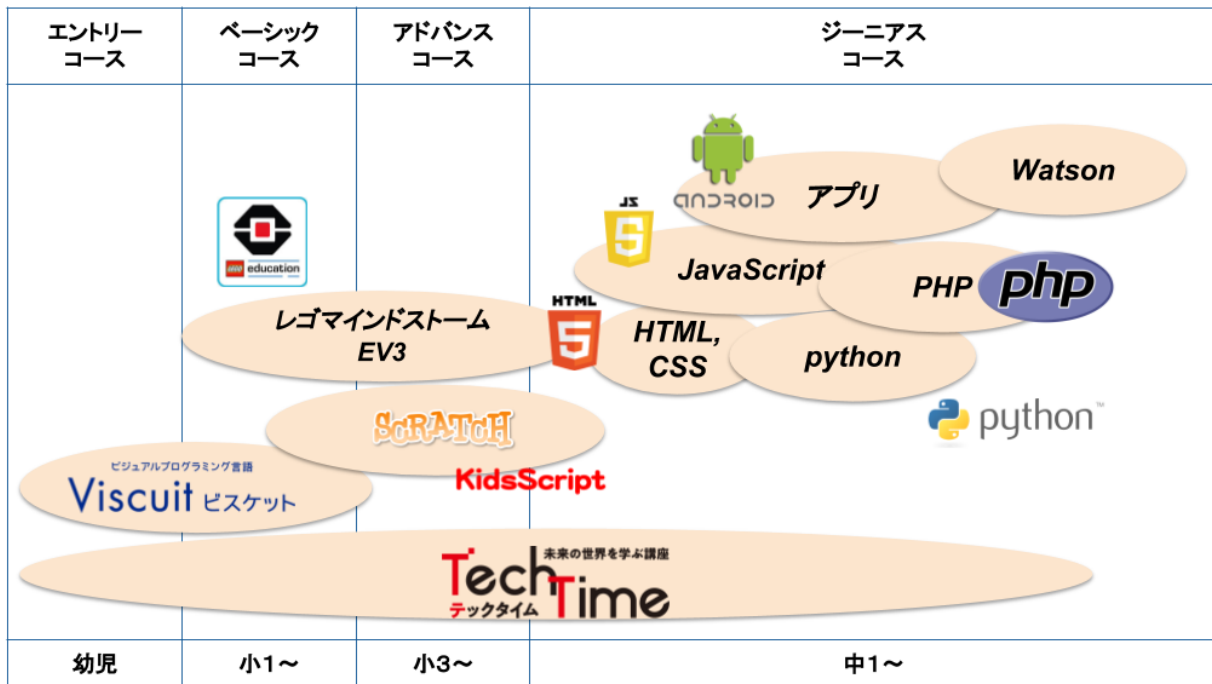 エントリー
コース
ベーシック
コース
アドバンス
コース
ジーニアス
コース
Watson
アプリ
ANDROID
JS
education
JavaScript
PHP
php
レゴマインドストーム
EV3
HTML
5
HTML,
CSS
python
python™
SCRATCH
KidsScript
ビジュアルプログラミング言語
Viscuit ビスケット
未来の世界を学ぶ講座
TechTime
テックタイム
幼児
小1～
小3～
中1～